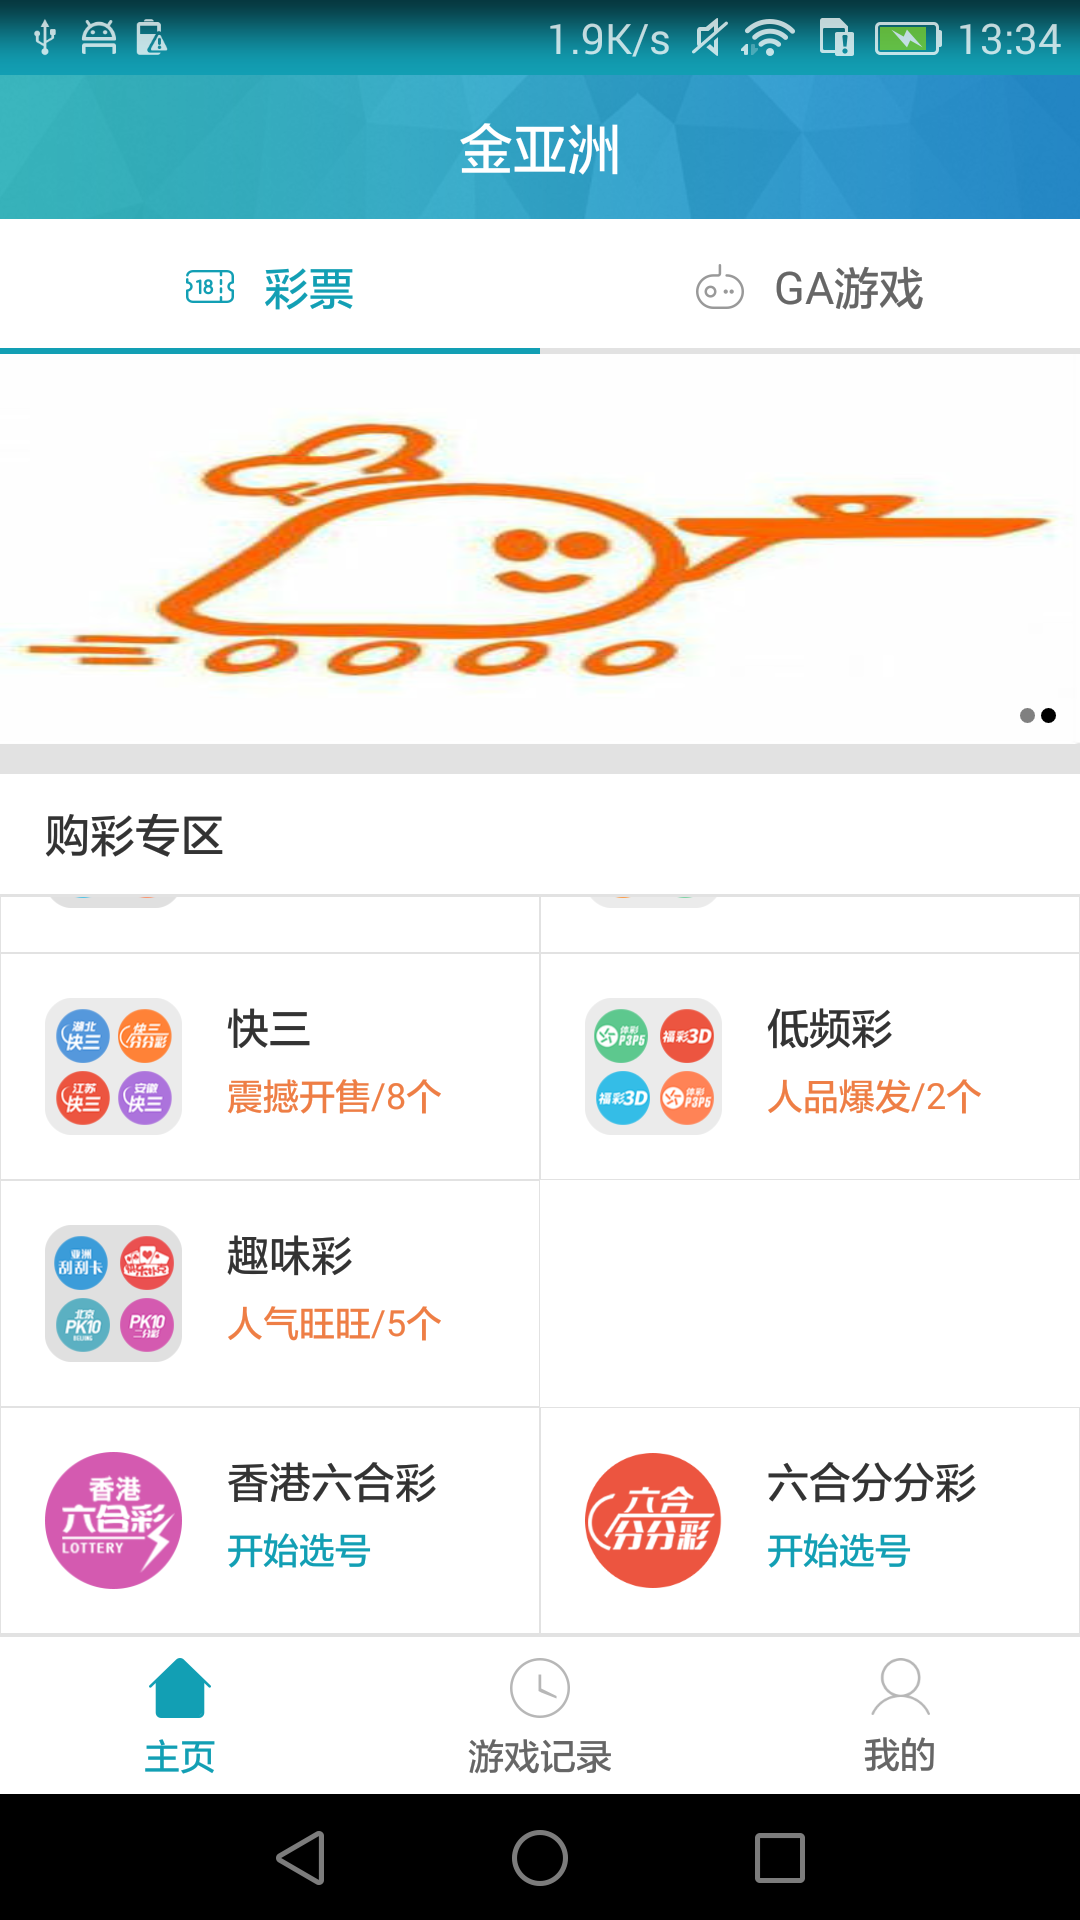 1.9K/s 13:34
金亚洲
18 彩票
GA游戏
购彩专区
湖北快三
快三分分彩
江苏快三
安徽快三
快三
震撼开售/8个
体彩P3P5
福彩3D
福彩3D
体彩P3P5
低频彩
人品爆发/2个
亚洲刮刮卡
快乐扑克
北京PK10
BEIJING
PK10二分彩
趣味彩
人气旺旺/5个
香港
六合彩
LOTTERY
香港六合彩
开始选号
六合
分分彩
六合分分彩
开始选号
主页
游戏记录
我的